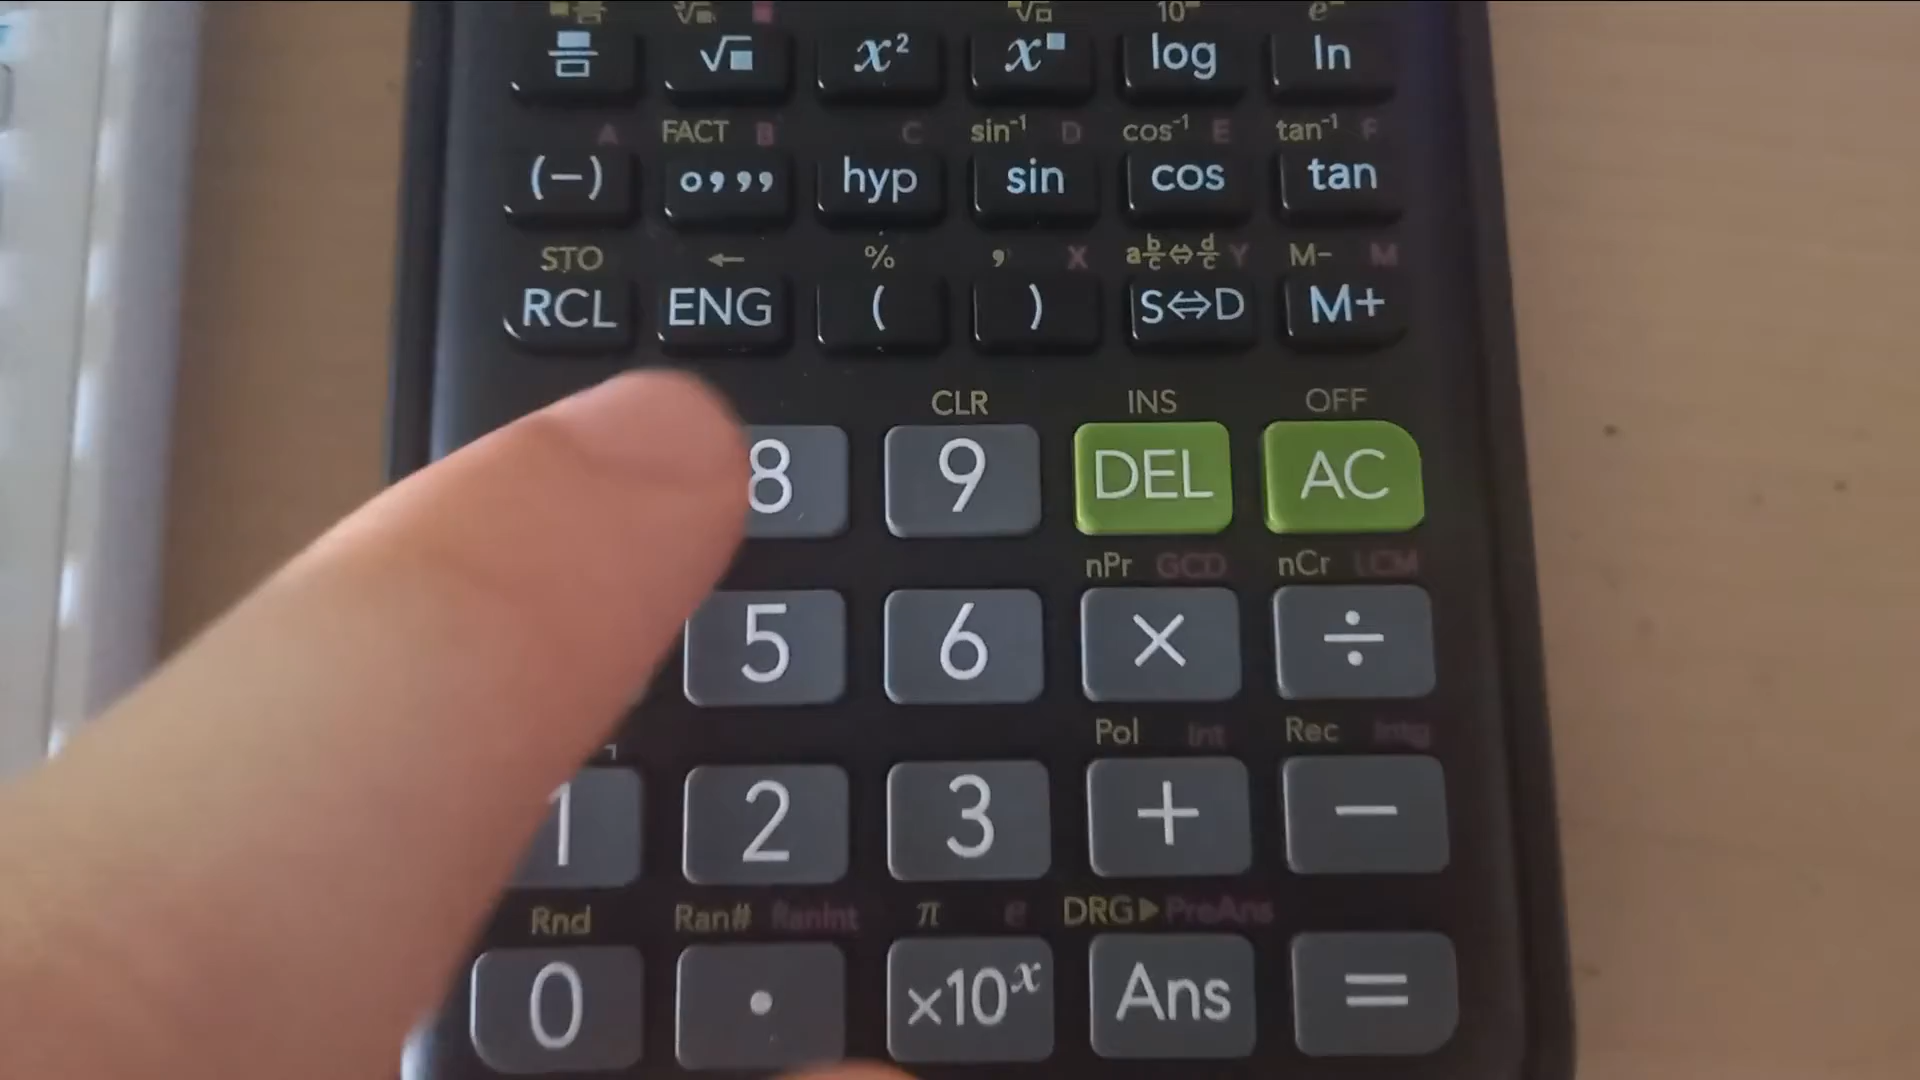 √ 10 e
√ x² x log ln
A FACT B C sin⁻¹ D cos⁻¹ E tan⁻¹ F
(−) o,,, hyp sin cos tan
STO ← % , X a b/c⇔d/c Y M− M
RCL ENG ( ) S⇔D M+
CLR INS OFF
8 9 DEL AC
nPr GCD nCr LCM
5 6 × ÷
Pol Int Rec Intg
1 2 3 + −
Rnd Ran# RanInt π e DRG▶ PreAns
0 . ×10ˣ Ans =